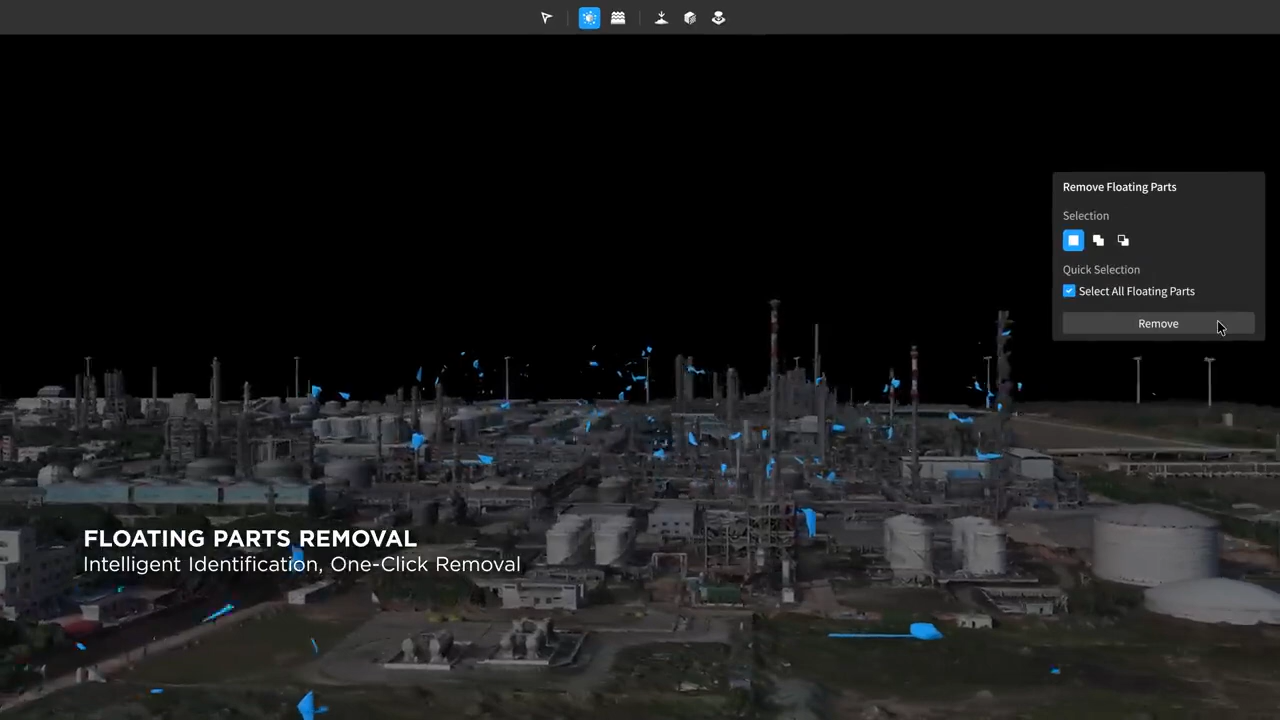 Remove Floating Parts
Selection
Quick Selection
Select All Floating Parts
Remove
FLOATING PARTS REMOVAL
Intelligent Identification, One-Click Removal